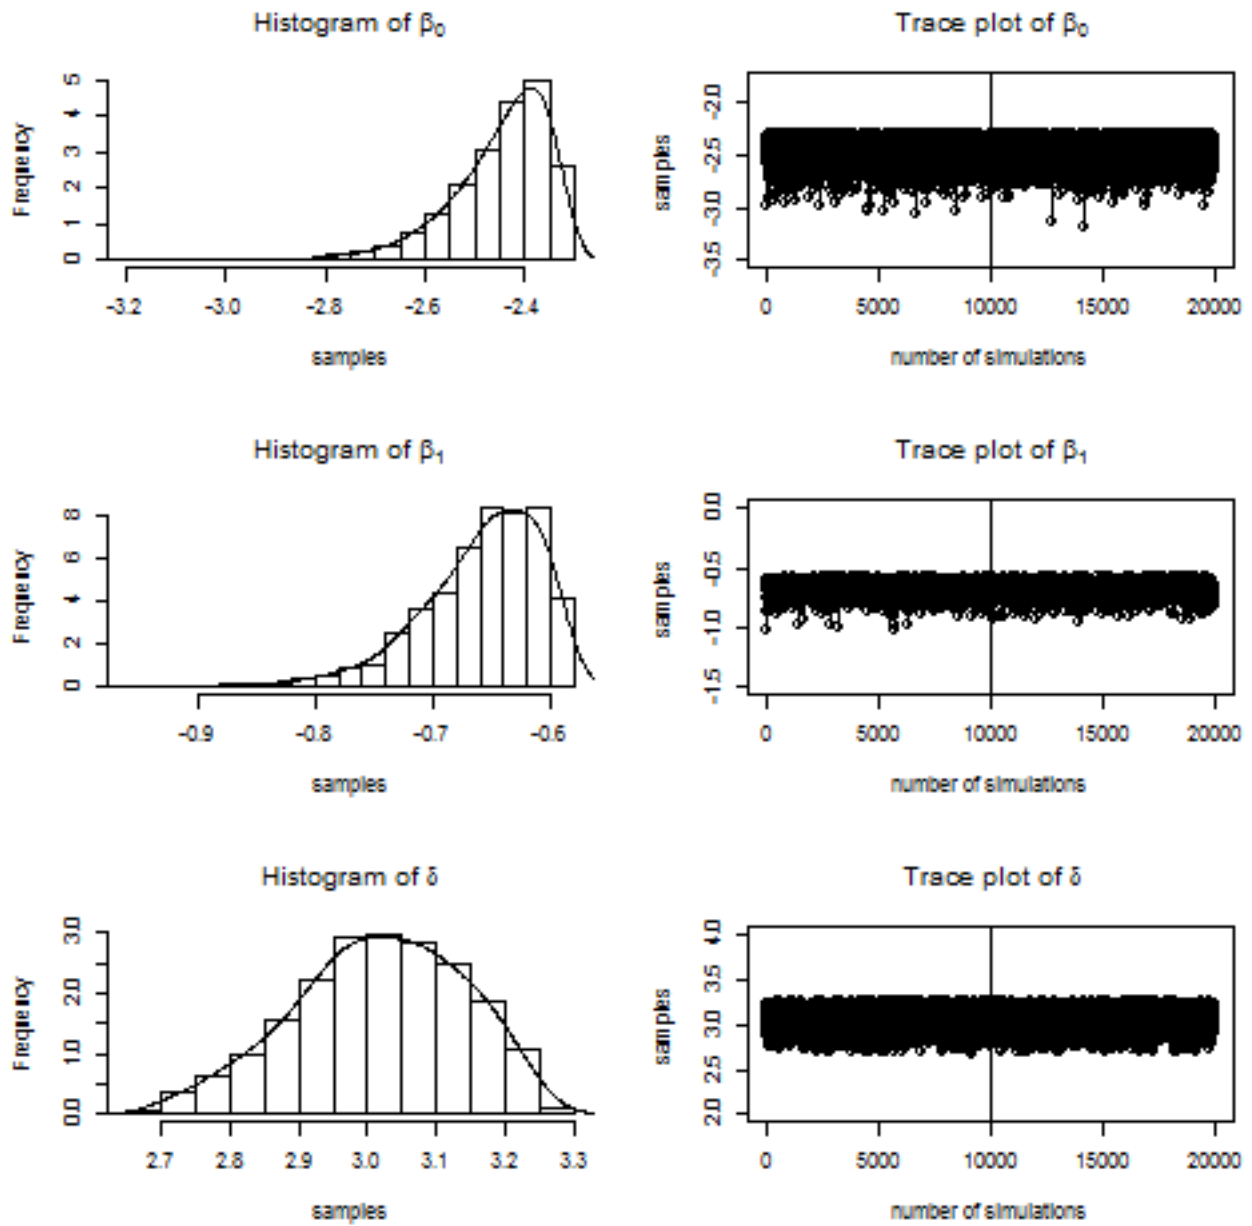 Histogram of β₀
Frequency
0 1 2 3 4 5
-3.2 -3.0 -2.8 -2.6 -2.4
samples
Trace plot of β₀
samples
-3.5 -3.0 -2.5 -2.0
0 5000 10000 15000 20000
number of simulations
Histogram of β₁
Frequency
0 2 4 6 8
-0.9 -0.8 -0.7 -0.6
samples
Trace plot of β₁
samples
-1.5 -1.0 -0.5 0.0
0 5000 10000 15000 20000
number of simulations
Histogram of δ
Frequency
0.0 1.0 2.0 3.0
2.7 2.8 2.9 3.0 3.1 3.2 3.3
samples
Trace plot of δ
samples
2.0 2.5 3.0 3.5 4.0
0 5000 10000 15000 20000
number of simulations